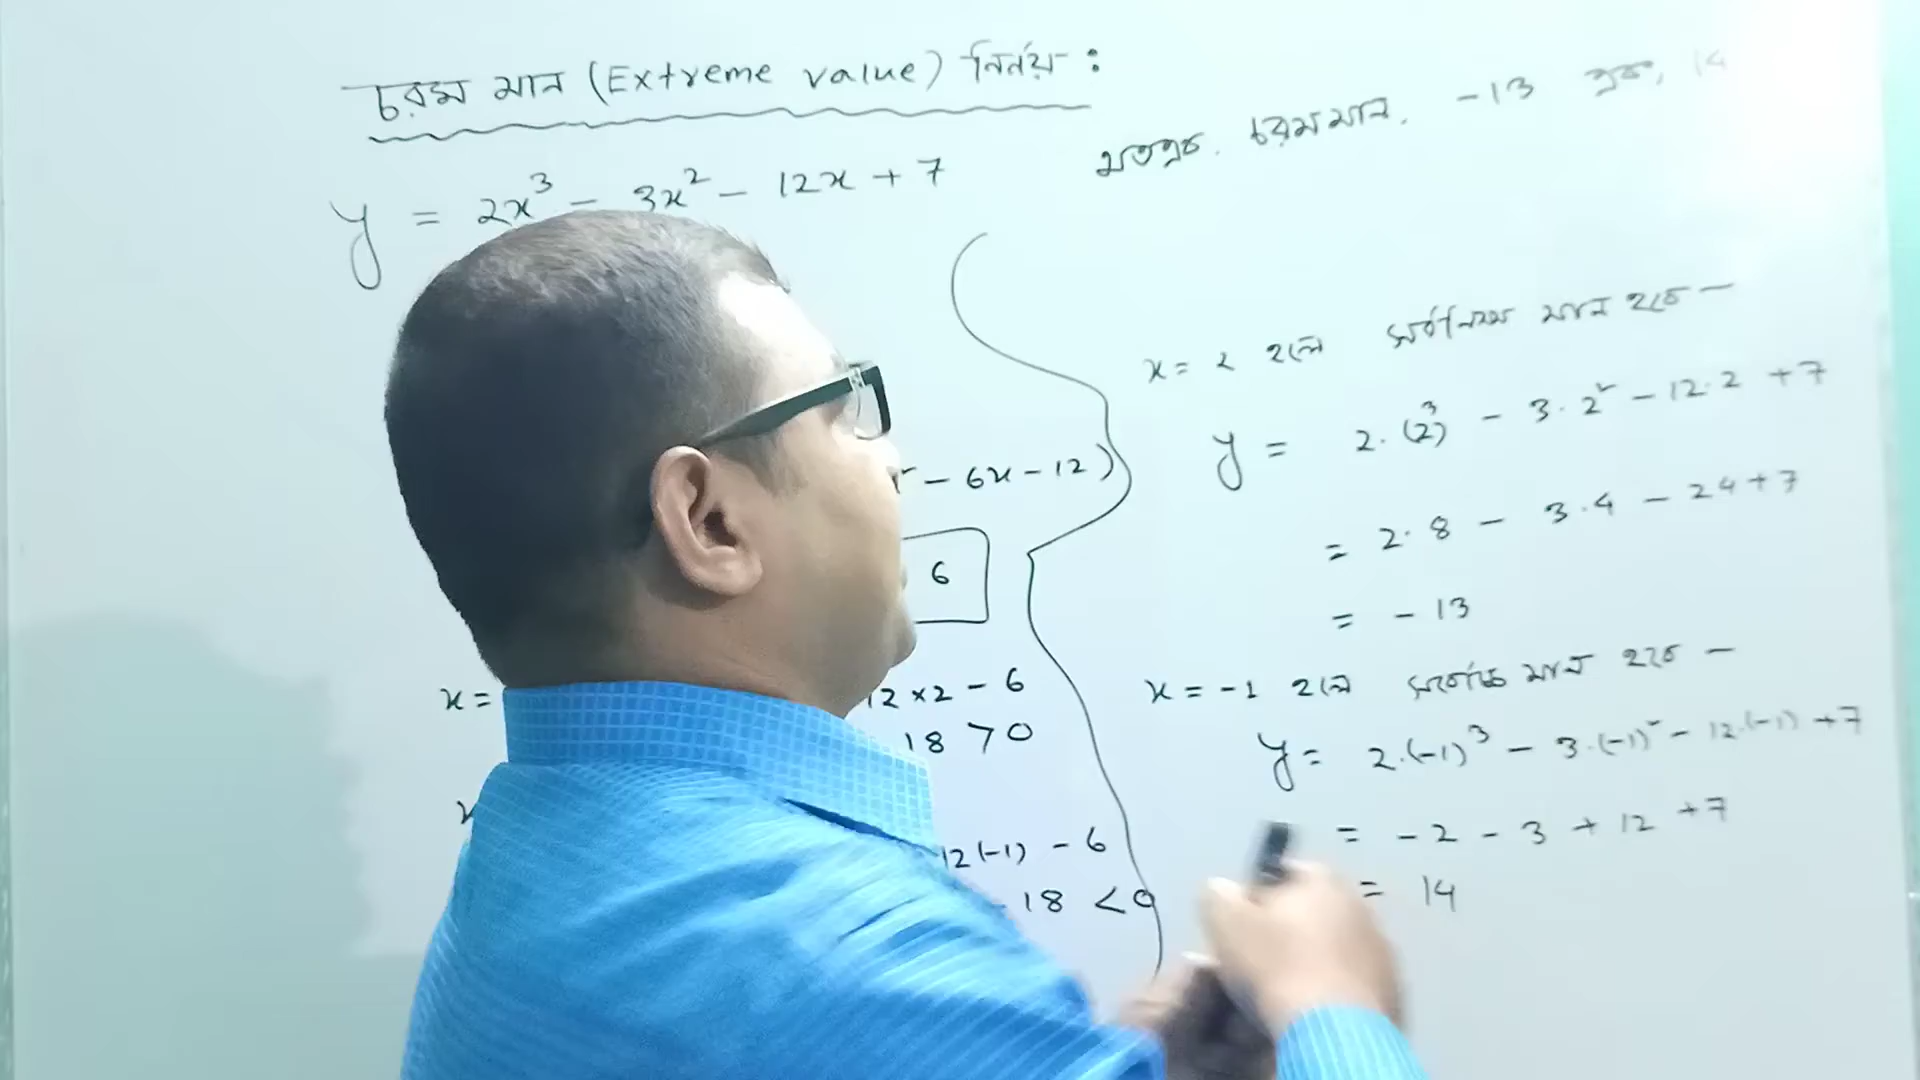 চরম মান (Extreme value) নির্ণয় :
y = 2x³ - 3x² - 12x + 7
- 6x - 12)
6
x =
12 × 2 - 6
18 > 0
12 (-1) - 6
- 18 < 0
অতএব, চরমমান, -13 এবং, 14
x = 2 হলে সর্বনিম্ন মান হবে -
y = 2.(2)³ - 3.2² - 12.2 + 7
= 2.8 - 3.4 - 24 + 7
= - 13
x = -1 হলে সর্বোচ্চ মান হবে -
y = 2.(-1)³ - 3.(-1)² - 12.(-1) + 7
= - 2 - 3 + 12 + 7
= 14